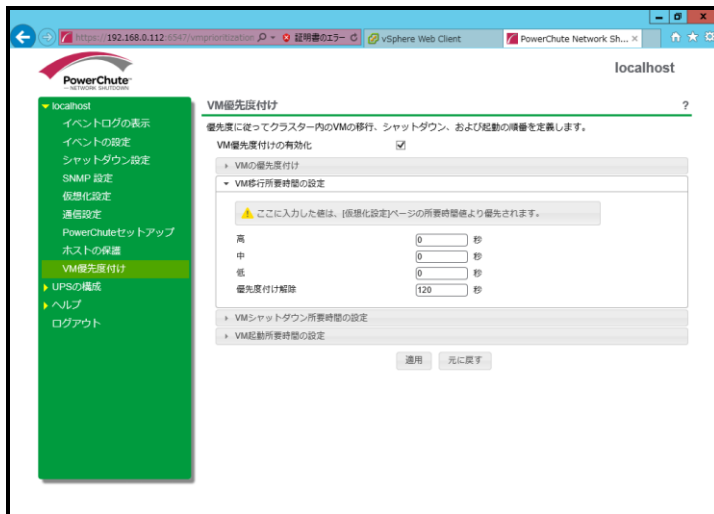 https://192.168.0.112:6547/vmprioritization
証明書のエラー
vSphere Web Client
PowerChute Network Sh...
PowerChute
NETWORK SHUTDOWN
localhost
localhost
イベントログの表示
イベントの設定
シャットダウン設定
SNMP 設定
仮想化設定
通信設定
PowerChuteセットアップ
ホストの保護
VM優先度付け
UPSの構成
ヘルプ
ログアウト
VM優先度付け
?
優先度に従ってクラスター内のVMの移行、シャットダウン、および起動の順番を定義します。
VM優先度付けの有効化
VMの優先度付け
VM移行所要時間の設定
ここに入力した値は、[仮想化設定]ページの所要時間値より優先されます。
高 0 秒
中 0 秒
低 0 秒
優先度付け解除 120 秒
VMシャットダウン所要時間の設定
VM起動所要時間の設定
適用 元に戻す